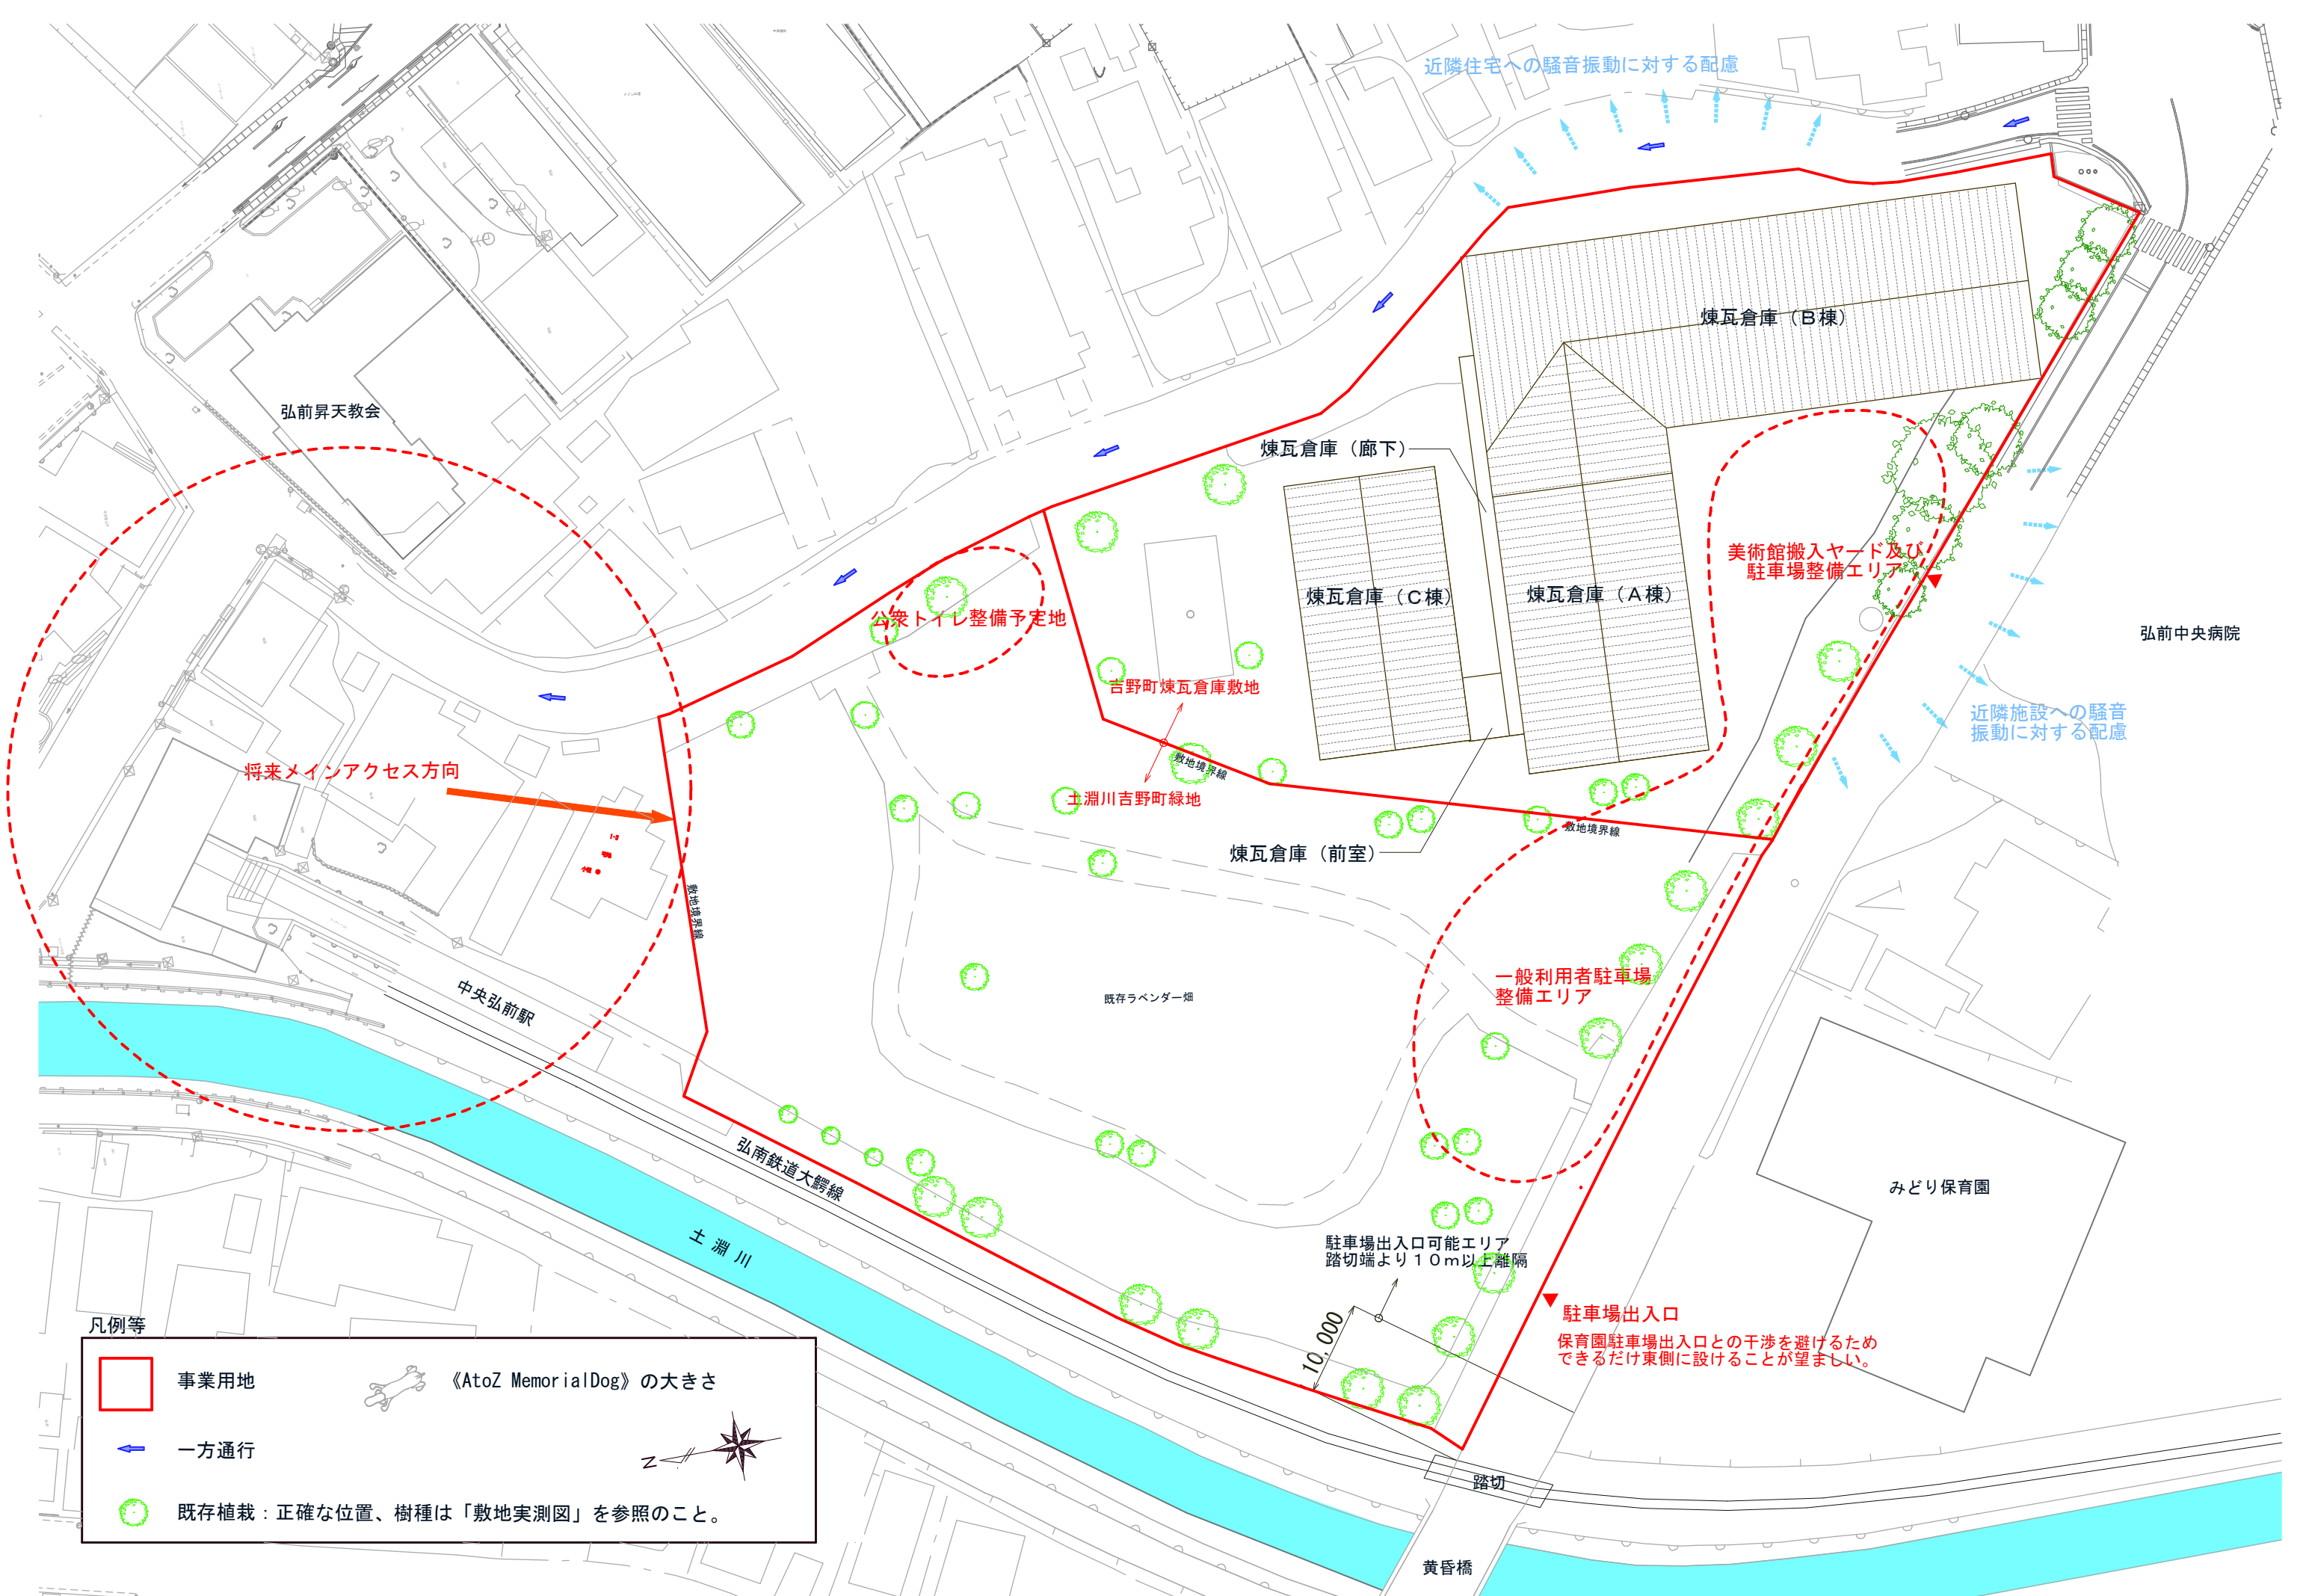 近隣住宅への騒音振動に対する配慮
煉瓦倉庫（Ｂ棟）
弘前昇天教会
煉瓦倉庫（廊下）
煉瓦倉庫（Ｃ棟）
煉瓦倉庫（Ａ棟）
美術館搬入ヤード及び
駐車場整備エリア
公衆トイレ整備予定地
弘前中央病院
吉野町煉瓦倉庫敷地
近隣施設への騒音
振動に対する配慮
敷地境界線
将来メインアクセス方向
土淵川吉野町緑地
敷地境界線
煉瓦倉庫（前室）
敷地境界線
一般利用者駐車場
整備エリア
中央弘前駅
既存ラベンダー畑
弘南鉄道大鰐線
みどり保育園
土淵川
駐車場出入口可能エリア
踏切端より１０ｍ以上離隔
10,000
駐車場出入口
保育園駐車場出入口との干渉を避けるため
できるだけ東側に設けることが望ましい。
凡例等
事業用地
《AtoZ MemorialDog》の大きさ
一方通行
N
既存植栽：正確な位置、樹種は「敷地実測図」を参照のこと。
踏切
黄昏橋